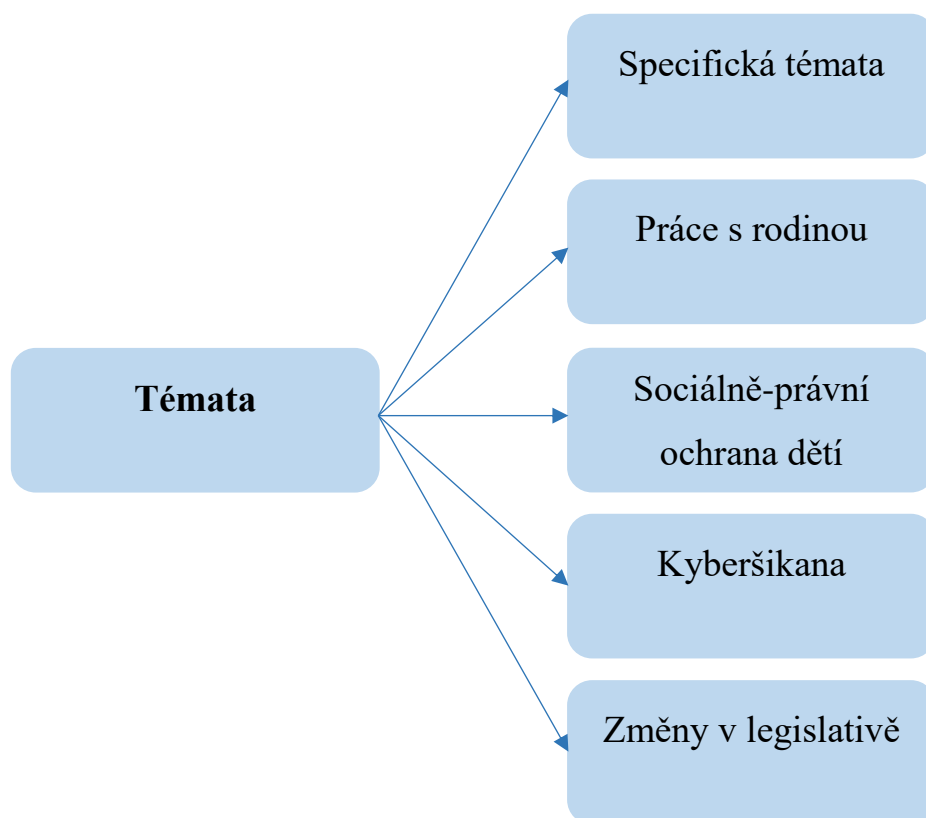 Témata
Specifická témata
Práce s rodinou
Sociálně-právní
ochrana dětí
Kyberšikana
Změny v legislativě